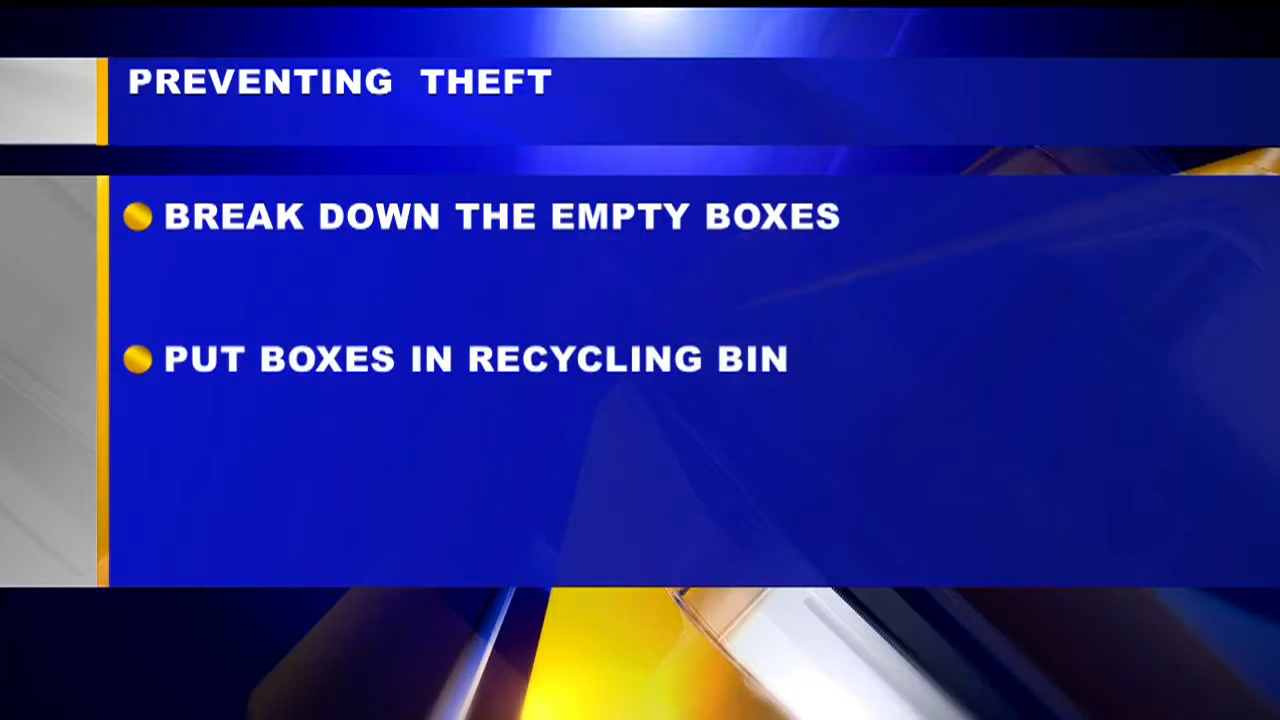 PREVENTING THEFT
BREAK DOWN THE EMPTY BOXES
PUT BOXES IN RECYCLING BIN